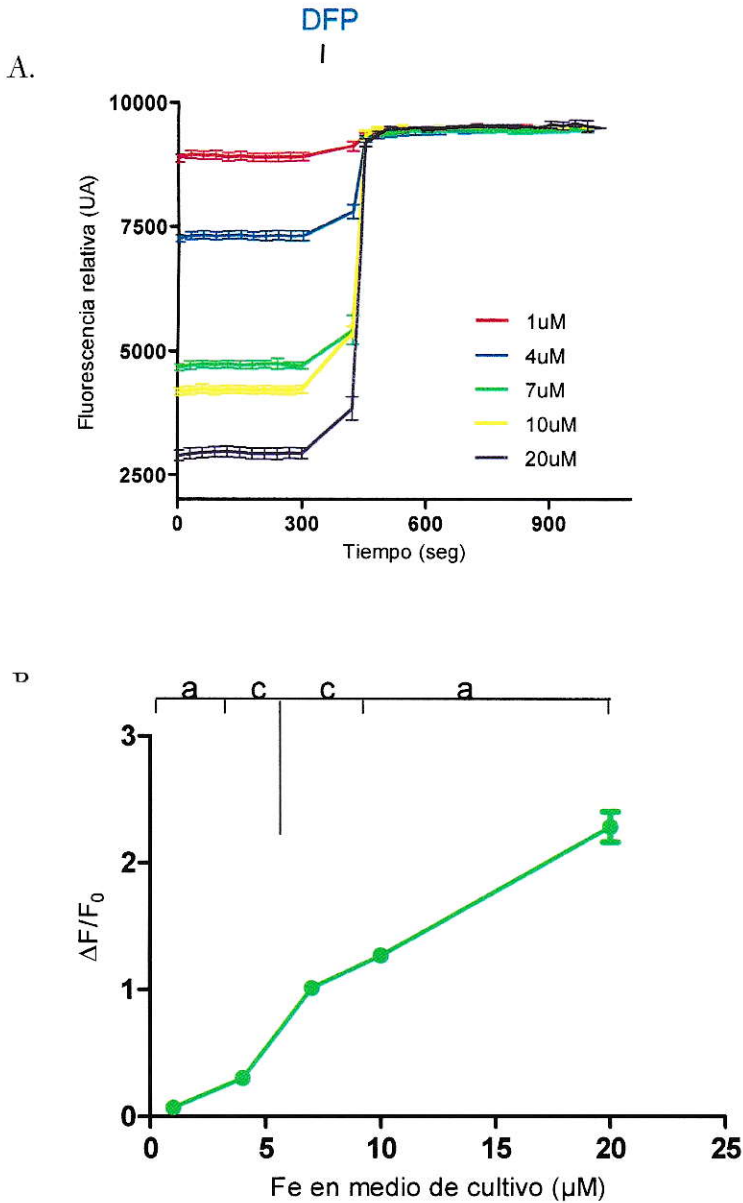 DFP
A.
10000
7500
5000
2500
Fluorescencia relativa (UA)
1uM
4uM
7uM
10uM
20uM
0 300 600 900
Tiempo (seg)
a c c a
3
2
1
0
ΔF/F0
0 5 10 15 20 25
Fe en medio de cultivo (µM)